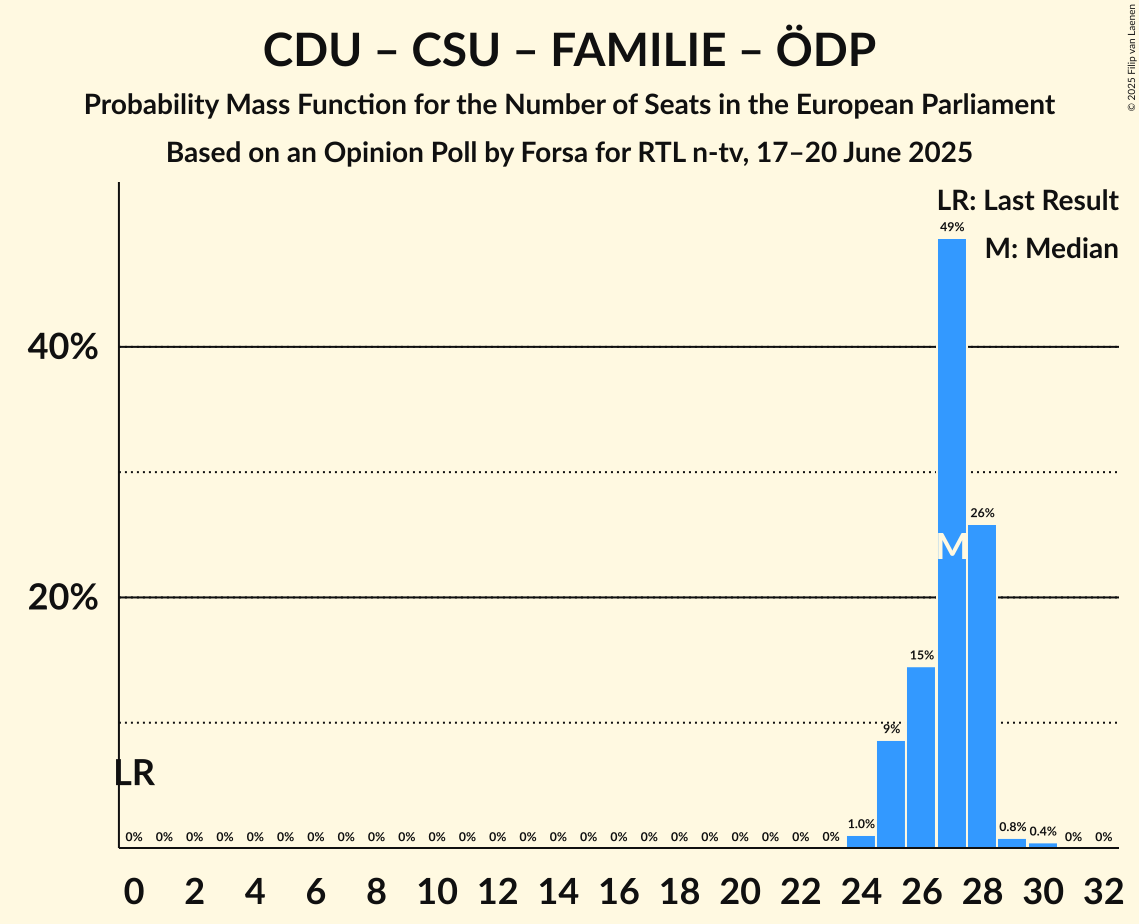 CDU – CSU – FAMILIE – ÖDP
Probability Mass Function for the Number of Seats in the European Parliament
Based on an Opinion Poll by Forsa for RTL n-tv, 17–20 June 2025
© 2025 Filip van Laenen
LR: Last Result
M: Median
49%
40%
26%
M
20%
15%
9%
LR
0% 0% 0% 0% 0% 0% 0% 0% 0% 0% 0% 0% 0% 0% 0% 0% 0% 0% 0% 0% 0% 0% 0% 0% 1.0% 0.8% 0.4% 0% 0%
0 2 4 6 8 10 12 14 16 18 20 22 24 26 28 30 32